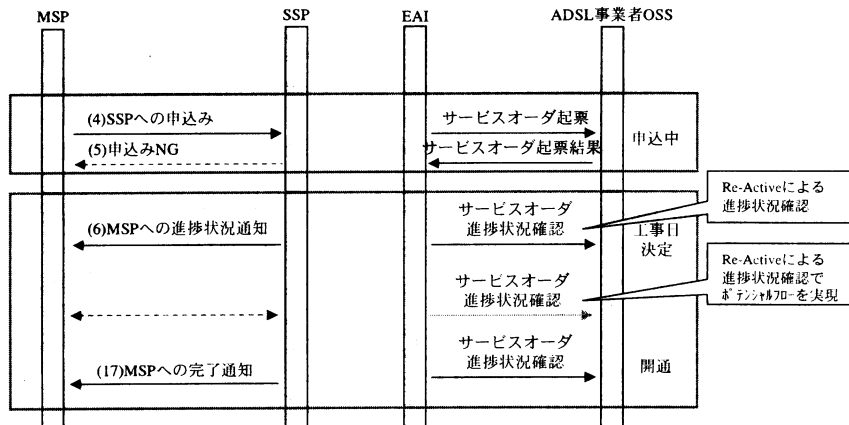 MSP
SSP
EAI
ADSL事業者OSS
(4)SSPへの申込み
サービスオーダ起票
(5)申込みNG
サービスオーダ起票結果
申込中
Re-Activeによる
進捗状況確認
(6)MSPへの進捗状況通知
サービスオーダ
進捗状況確認
工事日
決定
Re-Activeによる
進捗状況確認で
ポテンシャルフローを実現
サービスオーダ
進捗状況確認
サービスオーダ
進捗状況確認
(17)MSPへの完了通知
開通